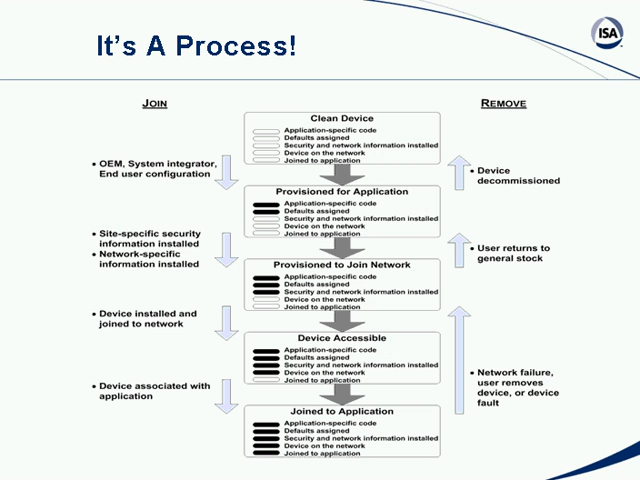 It's A Process!
ISA
JOIN
REMOVE
Clean Device
Application-specific code
Defaults assigned
Security and network information installed
Device on the network
Joined to application
• OEM, System integrator,
End user configuration
• Device
decommissioned
Provisioned for Application
Application-specific code
Defaults assigned
Security and network information installed
Device on the network
Joined to application
• Site-specific security
information installed
• Network-specific
information installed
• User returns to
general stock
Provisioned to Join Network
Application-specific code
Defaults assigned
Security and network information installed
Device on the network
Joined to application
• Device installed and
joined to network
Device Accessible
Application-specific code
Defaults assigned
Security and network information installed
Device on the network
Joined to application
• Device associated with
application
• Network failure,
user removes
device, or device
fault
Joined to Application
Application-specific code
Defaults assigned
Security and network information installed
Device on the network
Joined to application